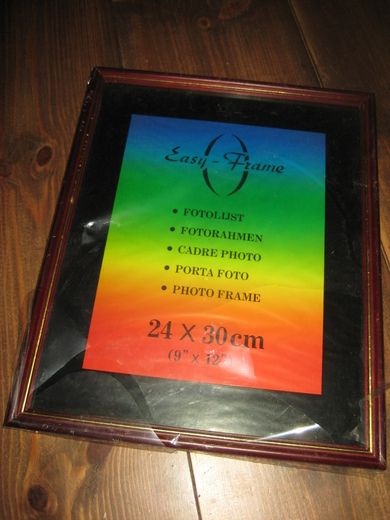 Easy-Frame
• FOTOLIJST
• FOTORAHMEN
• CADRE PHOTO
• PORTA FOTO
• PHOTO FRAME
24 X 30 cm
(9" x 12")